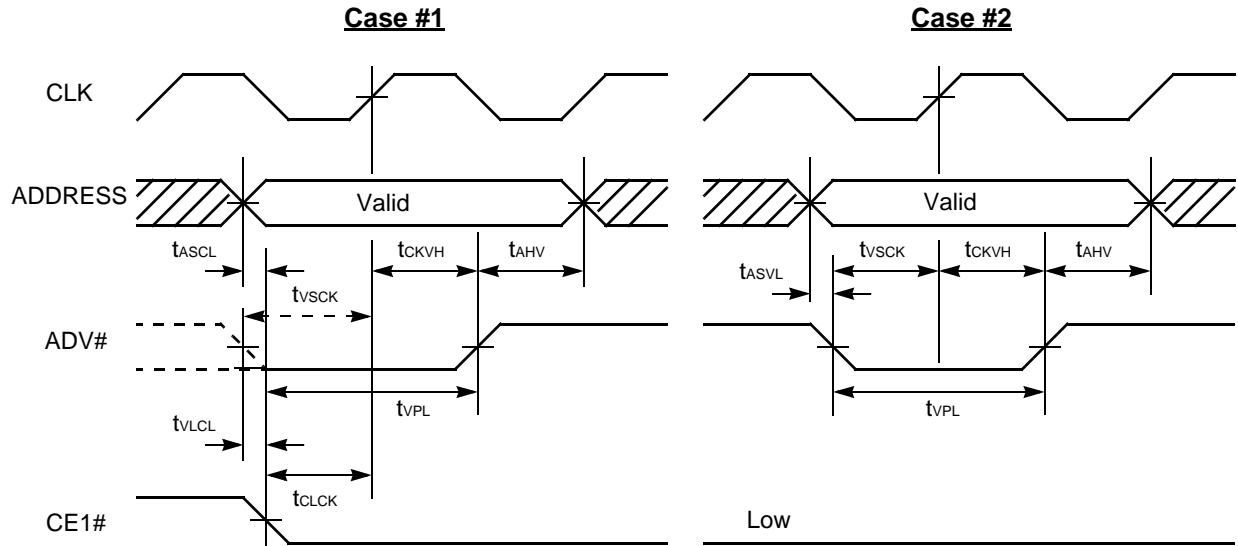 Case #1
Case #2
CLK
ADDRESS
Valid
Valid
tASCL
tCKVH
tAHV
tVSCK
tCKVH
tAHV
tVSCK
tASVL
ADV#
tVPL
tVPL
tVLCL
tCLCK
CE1#
Low